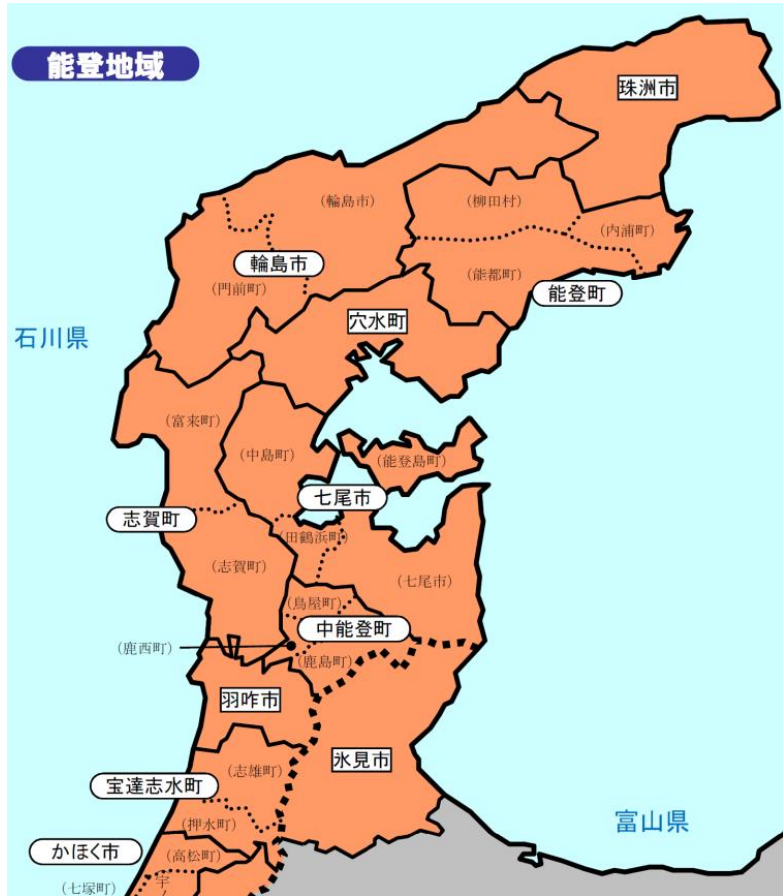 能登地域
珠洲市
(輪島市)
(柳田村)
(内浦町)
輪島市
(門前町)
(能都町)
能登町
穴水町
石川県
(富来町)
(中島町)
(能登島町)
七尾市
志賀町
(田鶴浜町)
(志賀町)
(七尾市)
(鳥屋町)
中能登町
(鹿西町)
(鹿島町)
羽咋市
氷見市
(志雄町)
宝達志水町
(押水町)
富山県
かほく市
(高松町)
(七塚町)